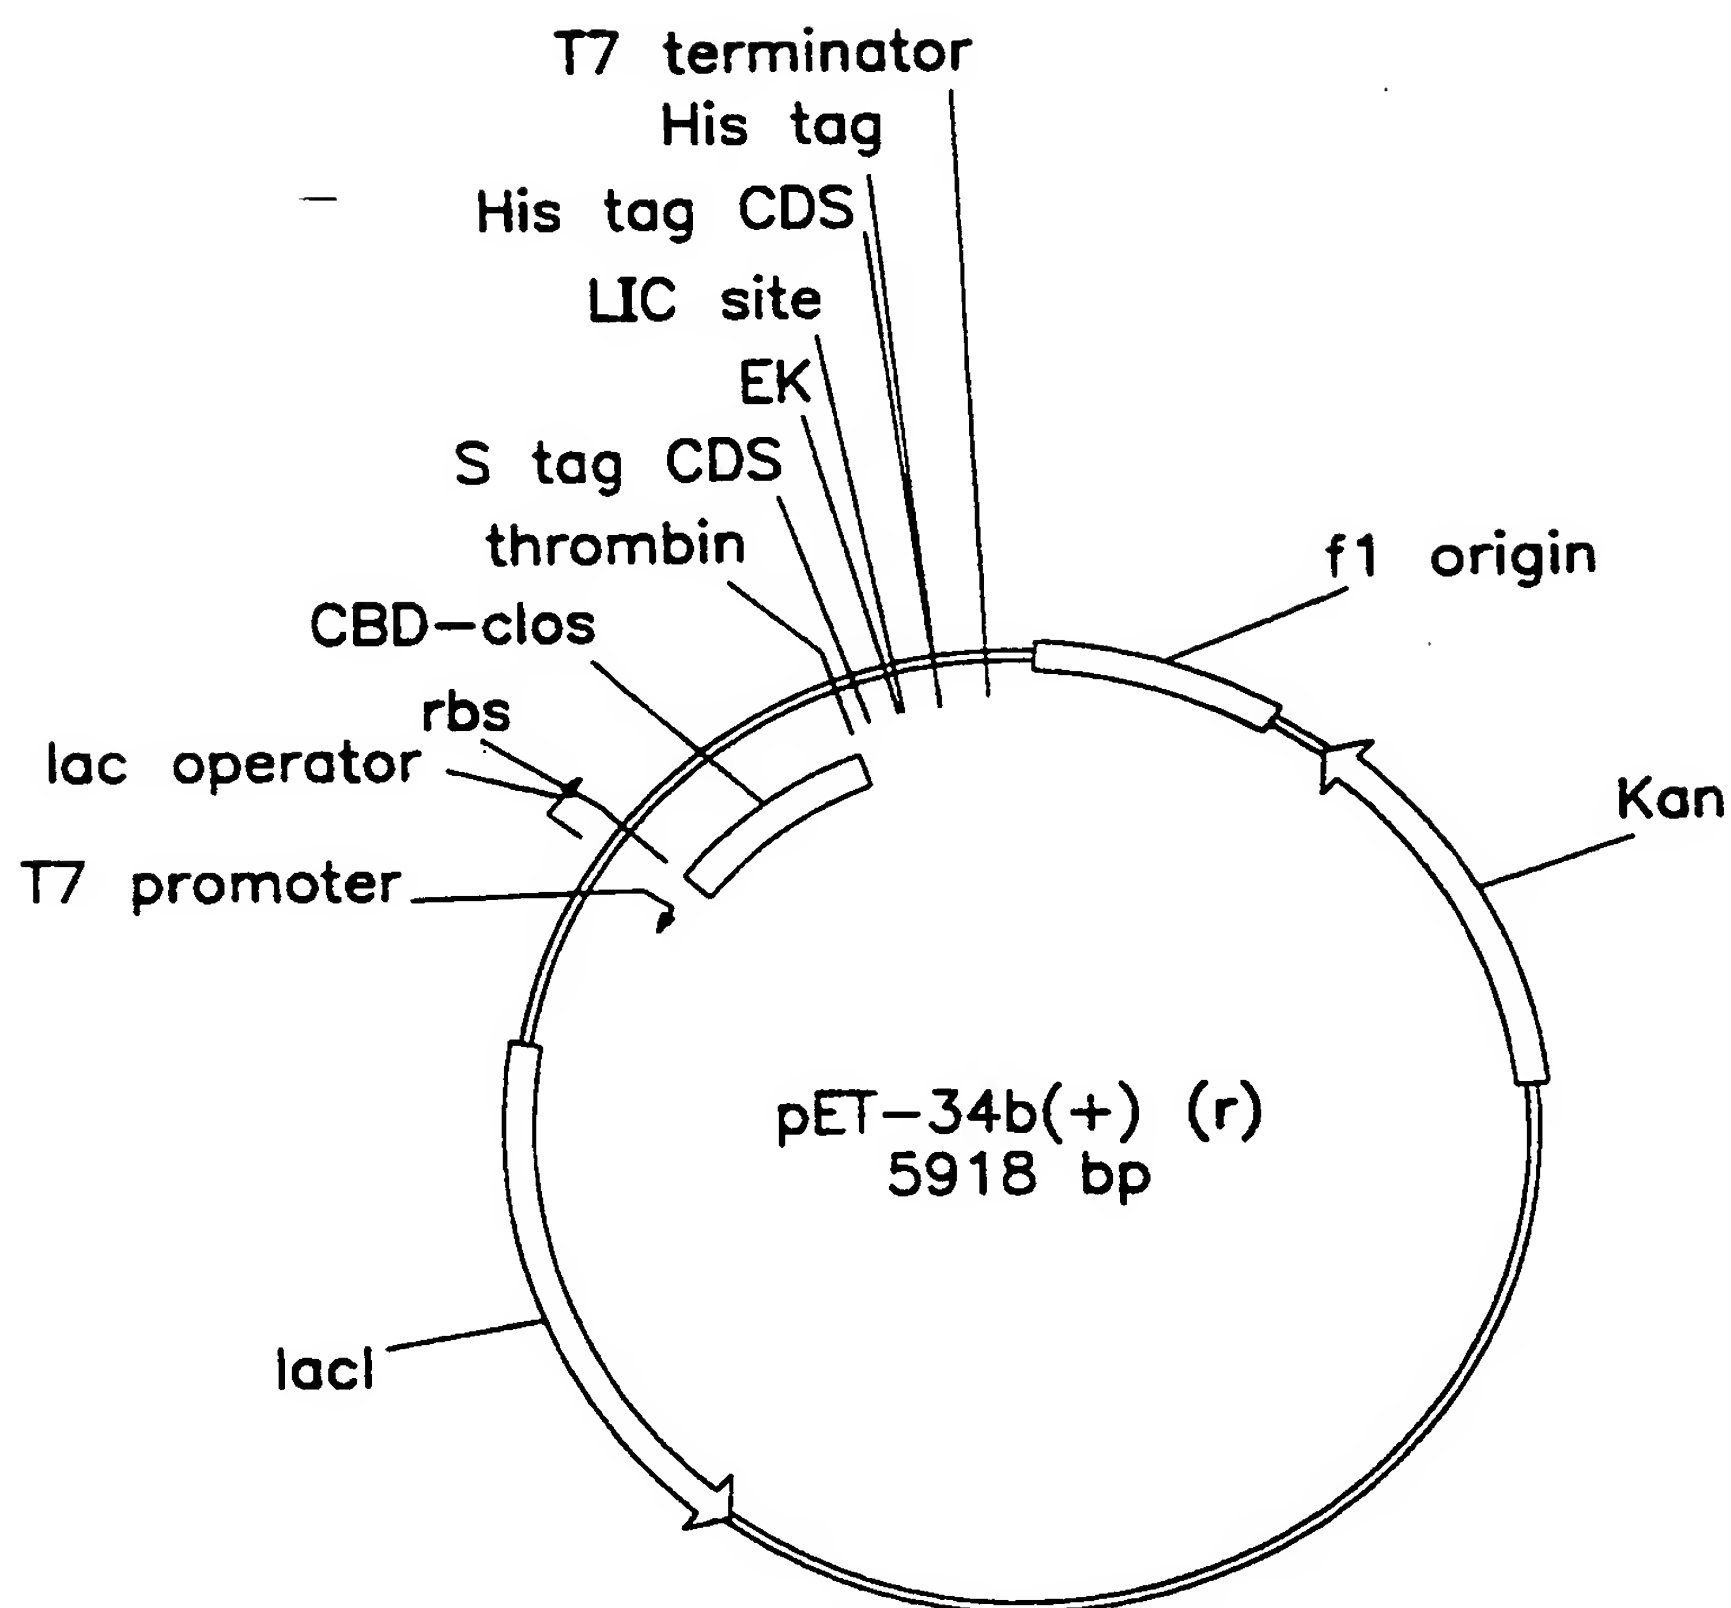 T7 terminator
His tag
His tag CDS
LIC site
EK
S tag CDS
thrombin
CBD-clos
rbs
lac operator
T7 promoter
f1 origin
Kan
pET-34b(+) (r)
5918 bp
lacI